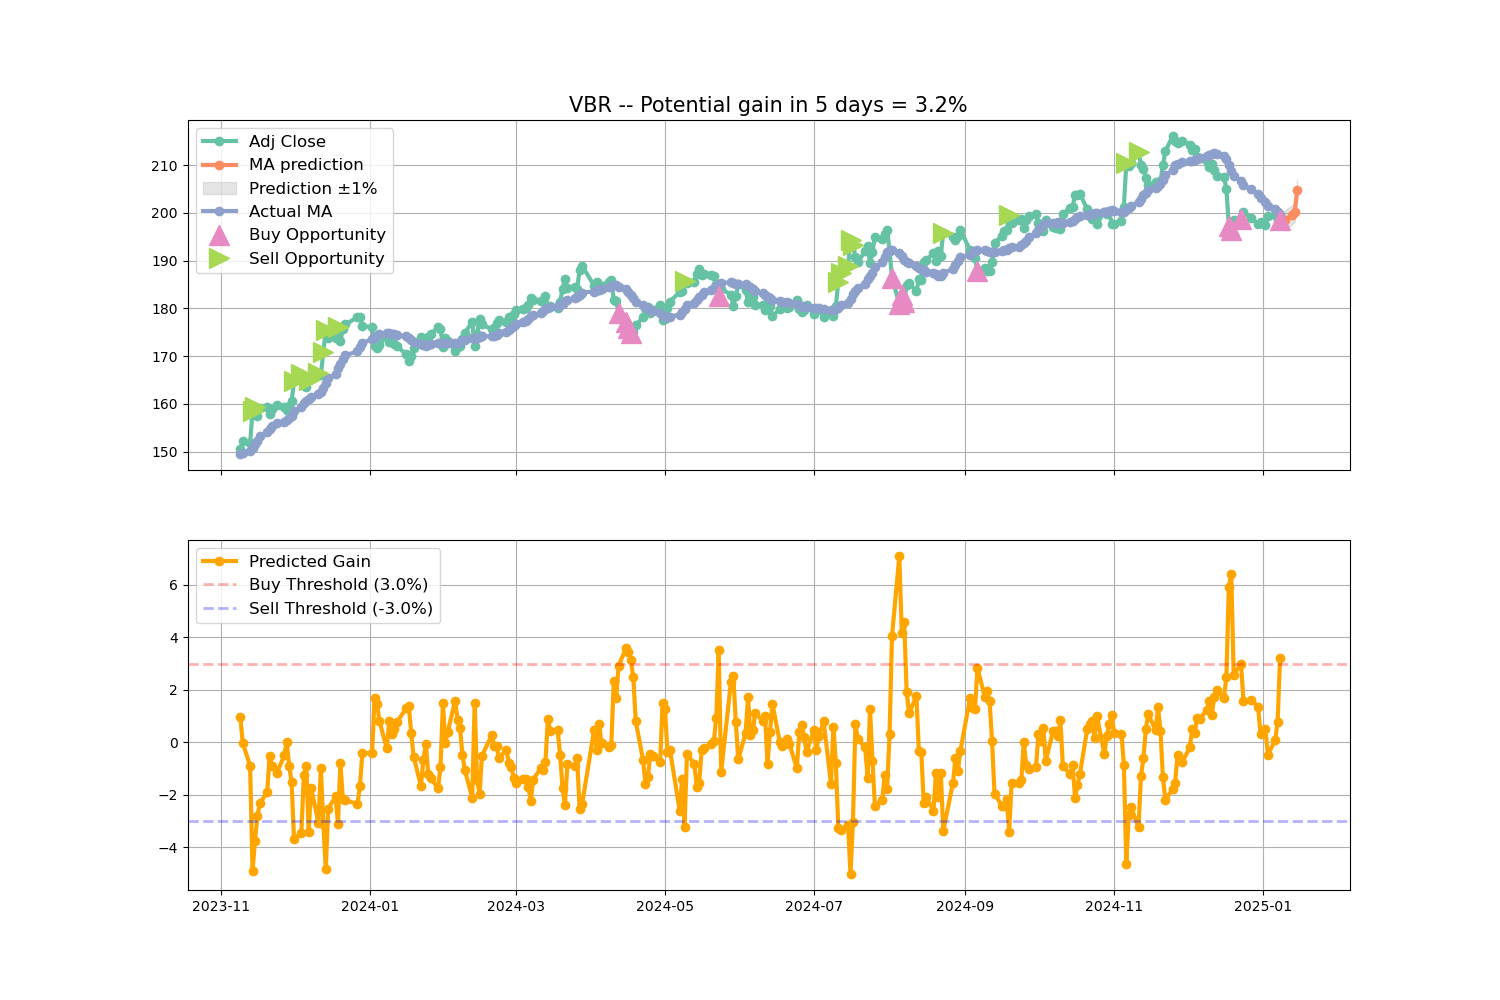 VBR -- Potential gain in 5 days = 3.2%
Adj Close
MA prediction
Prediction ±1%
Actual MA
Buy Opportunity
Sell Opportunity
210
200
190
180
170
160
150
Predicted Gain
Buy Threshold (3.0%)
Sell Threshold (-3.0%)
6
4
2
0
−2
−4
2023-11 2024-01 2024-03 2024-05 2024-07 2024-09 2024-11 2025-01